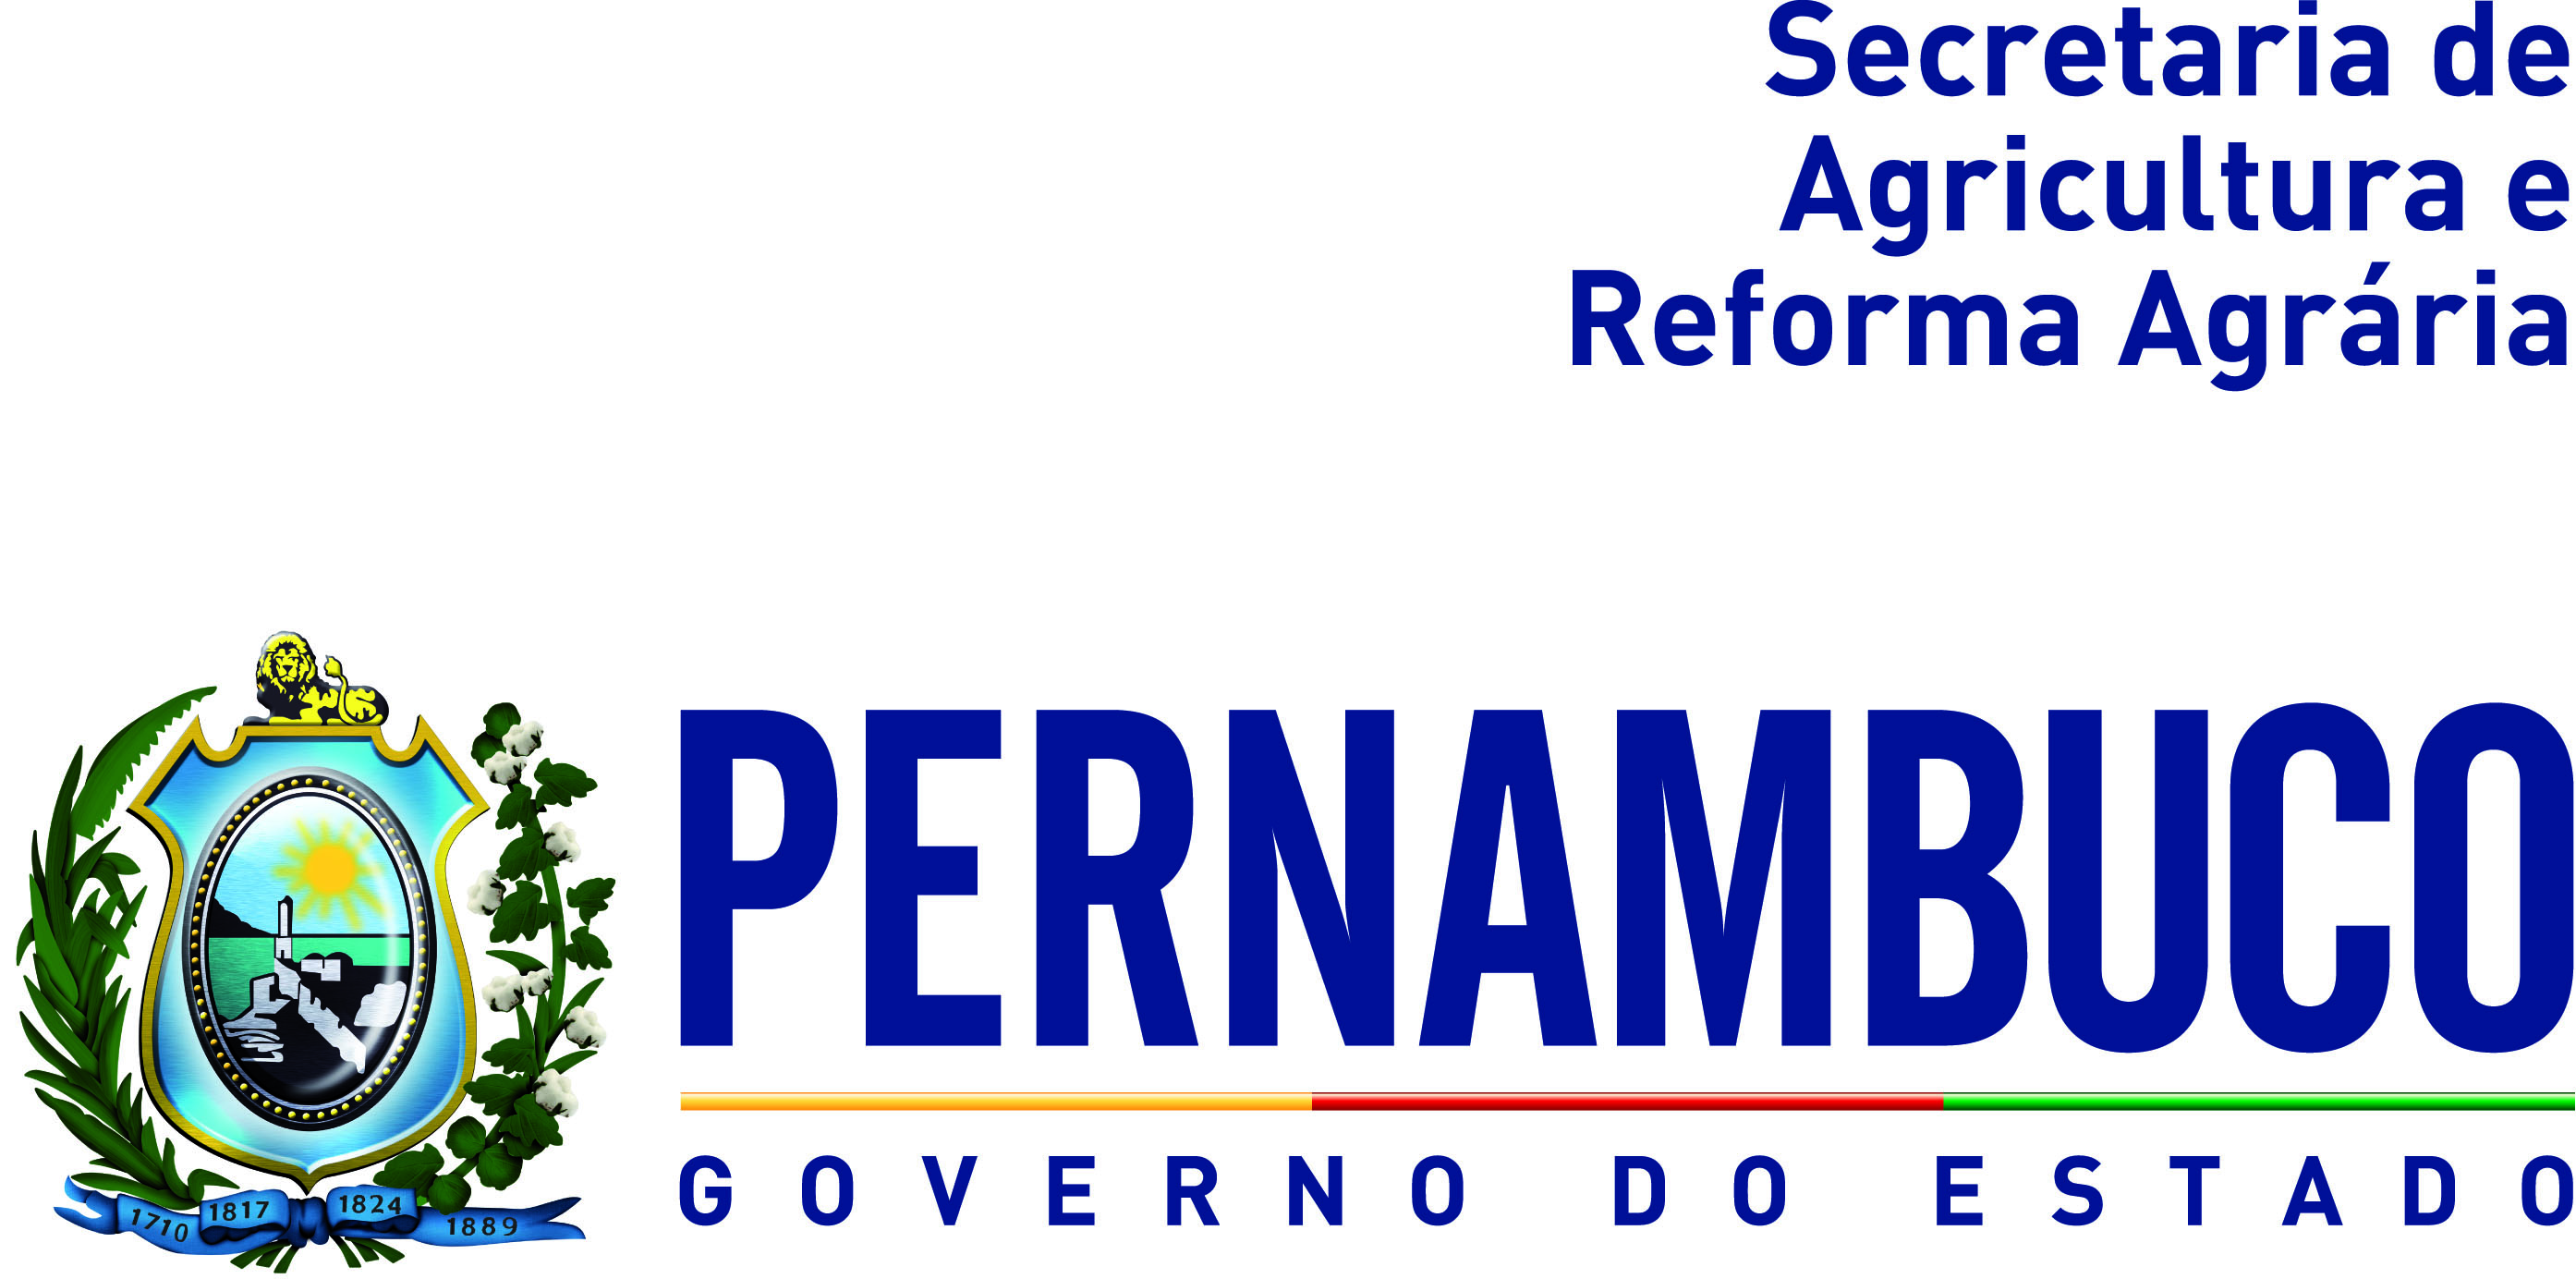 Secretaria de
Agricultura e
Reforma Agrária
PERNAMBUCO
GOVERNO DO ESTADO
1710 1817 1824 1889